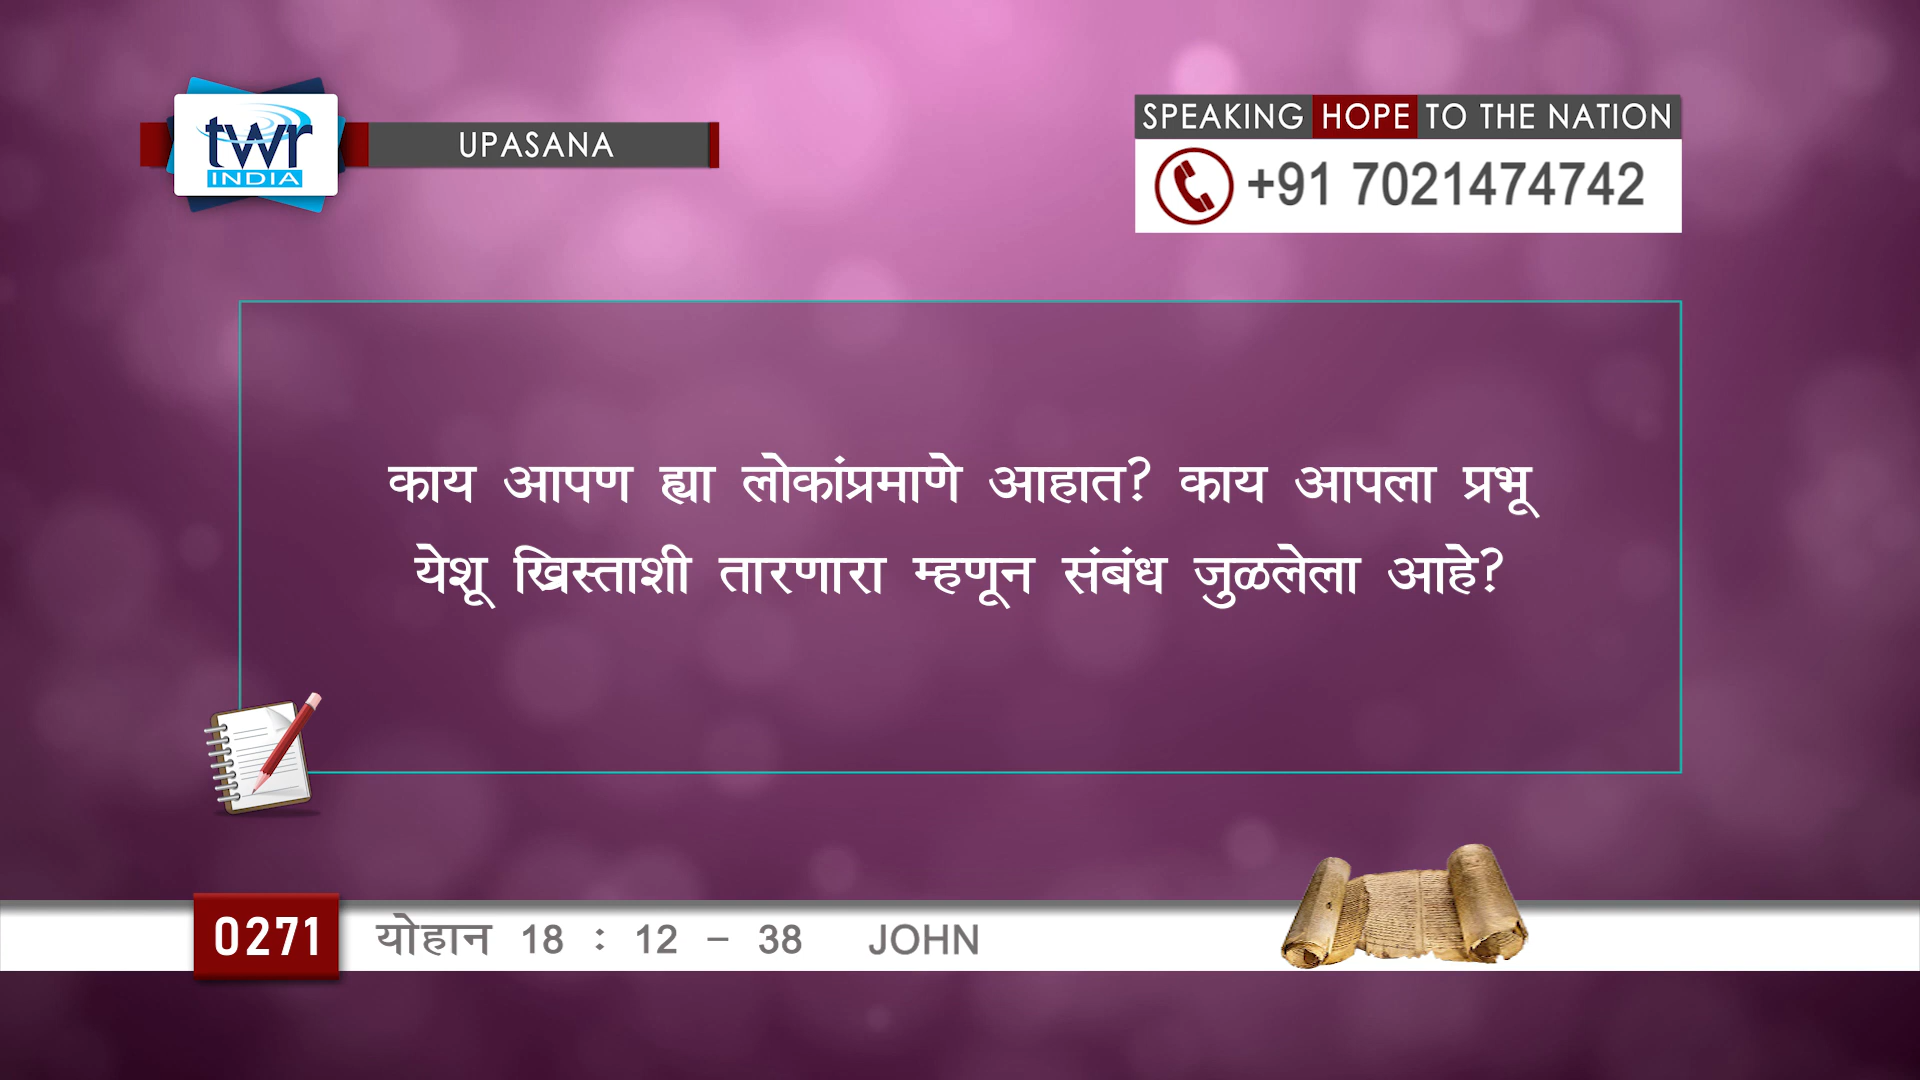 twr
INDIA
UPASANA
SPEAKING HOPE TO THE NATION
+91 7021474742
काय आपण ह्या लोकांप्रमाणे आहात? काय आपला प्रभू
येशू ख्रिस्ताशी तारणारा म्हणून संबंध जुळलेला आहे?
0271 योहान 18 : 12 - 38 JOHN